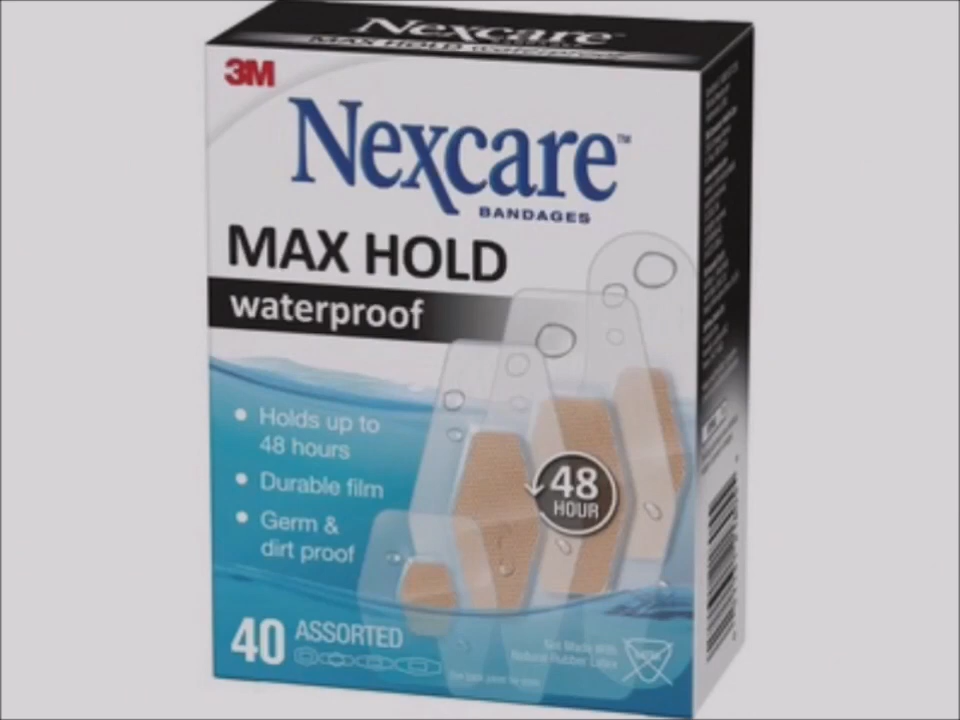 Nexcare
MAX HOLD waterproof
3M
Nexcare™
BANDAGES
MAX HOLD
waterproof
Holds up to
48 hours
Durable film
Germ &
dirt proof
48
HOUR
40 ASSORTED
Not Made With
Natural Rubber Latex